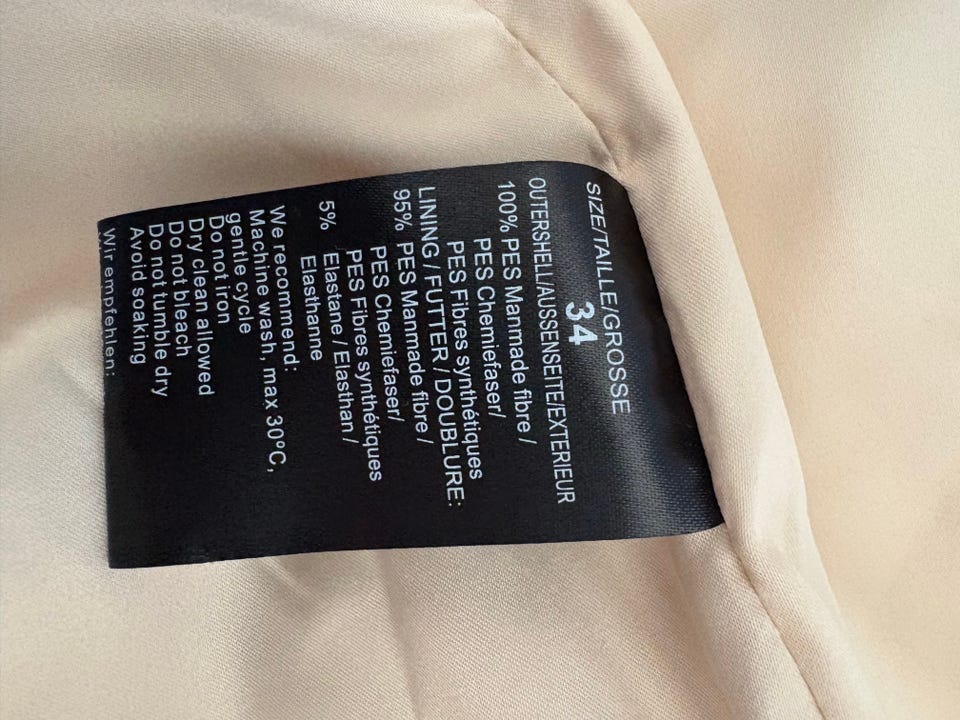 SIZE/TAILLE/GROSSE
34
OUTERSHELL/AUSSENSEITE/EXTERIEUR
100% PES Manmade fibre /
PES Chemiefaser/
PES Fibres synthétiques
LINING / FUTTER / DOUBLURE:
95% PES Manmade fibre /
PES Chemiefaser/
PES Fibres synthétiques
5% Elastane / Elasthan /
Elasthanne
We recommend:
Machine wash, max 30ºC,
gentle cycle
Do not iron
Dry clean allowed
Do not bleach
Do not tumble dry
Avoid soaking
Wir empfehlen: